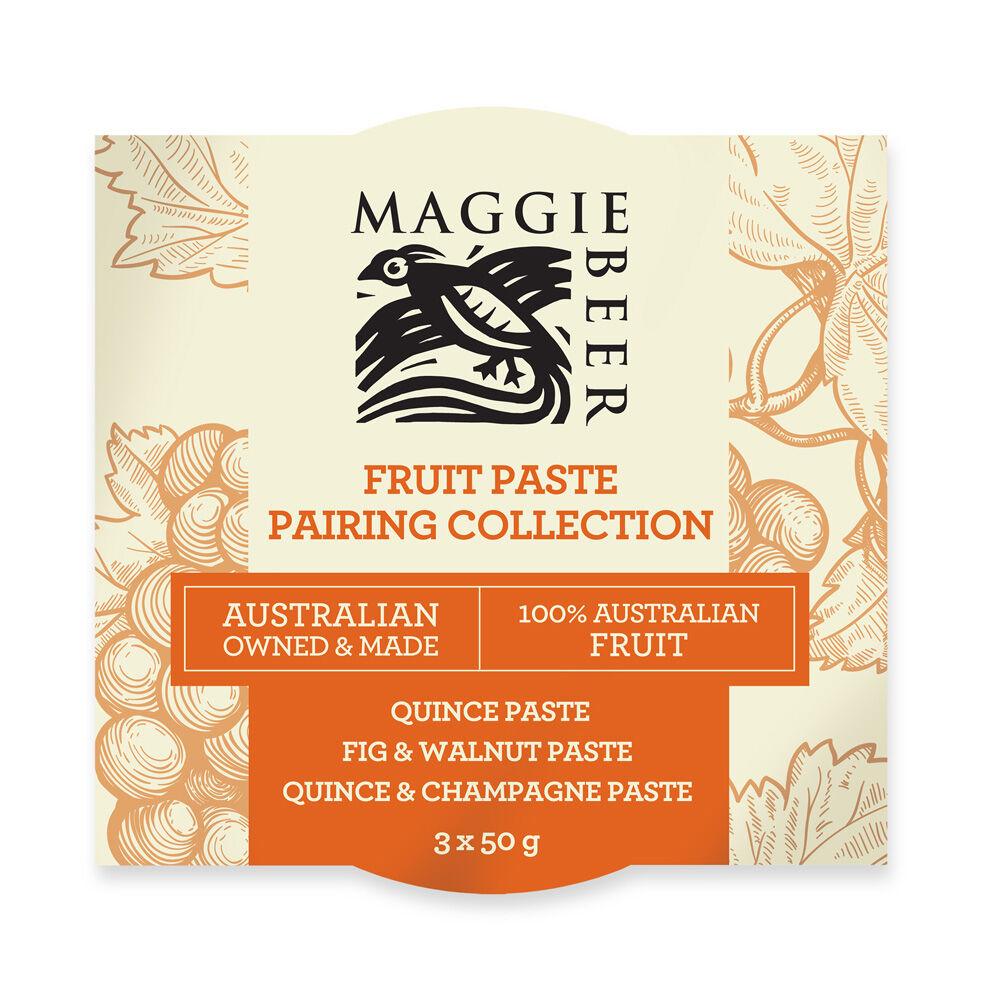 MAGGIE
BEER
FRUIT PASTE
PAIRING COLLECTION
AUSTRALIAN
OWNED & MADE
100% AUSTRALIAN
FRUIT
QUINCE PASTE
FIG & WALNUT PASTE
QUINCE & CHAMPAGNE PASTE
3 x 50 g